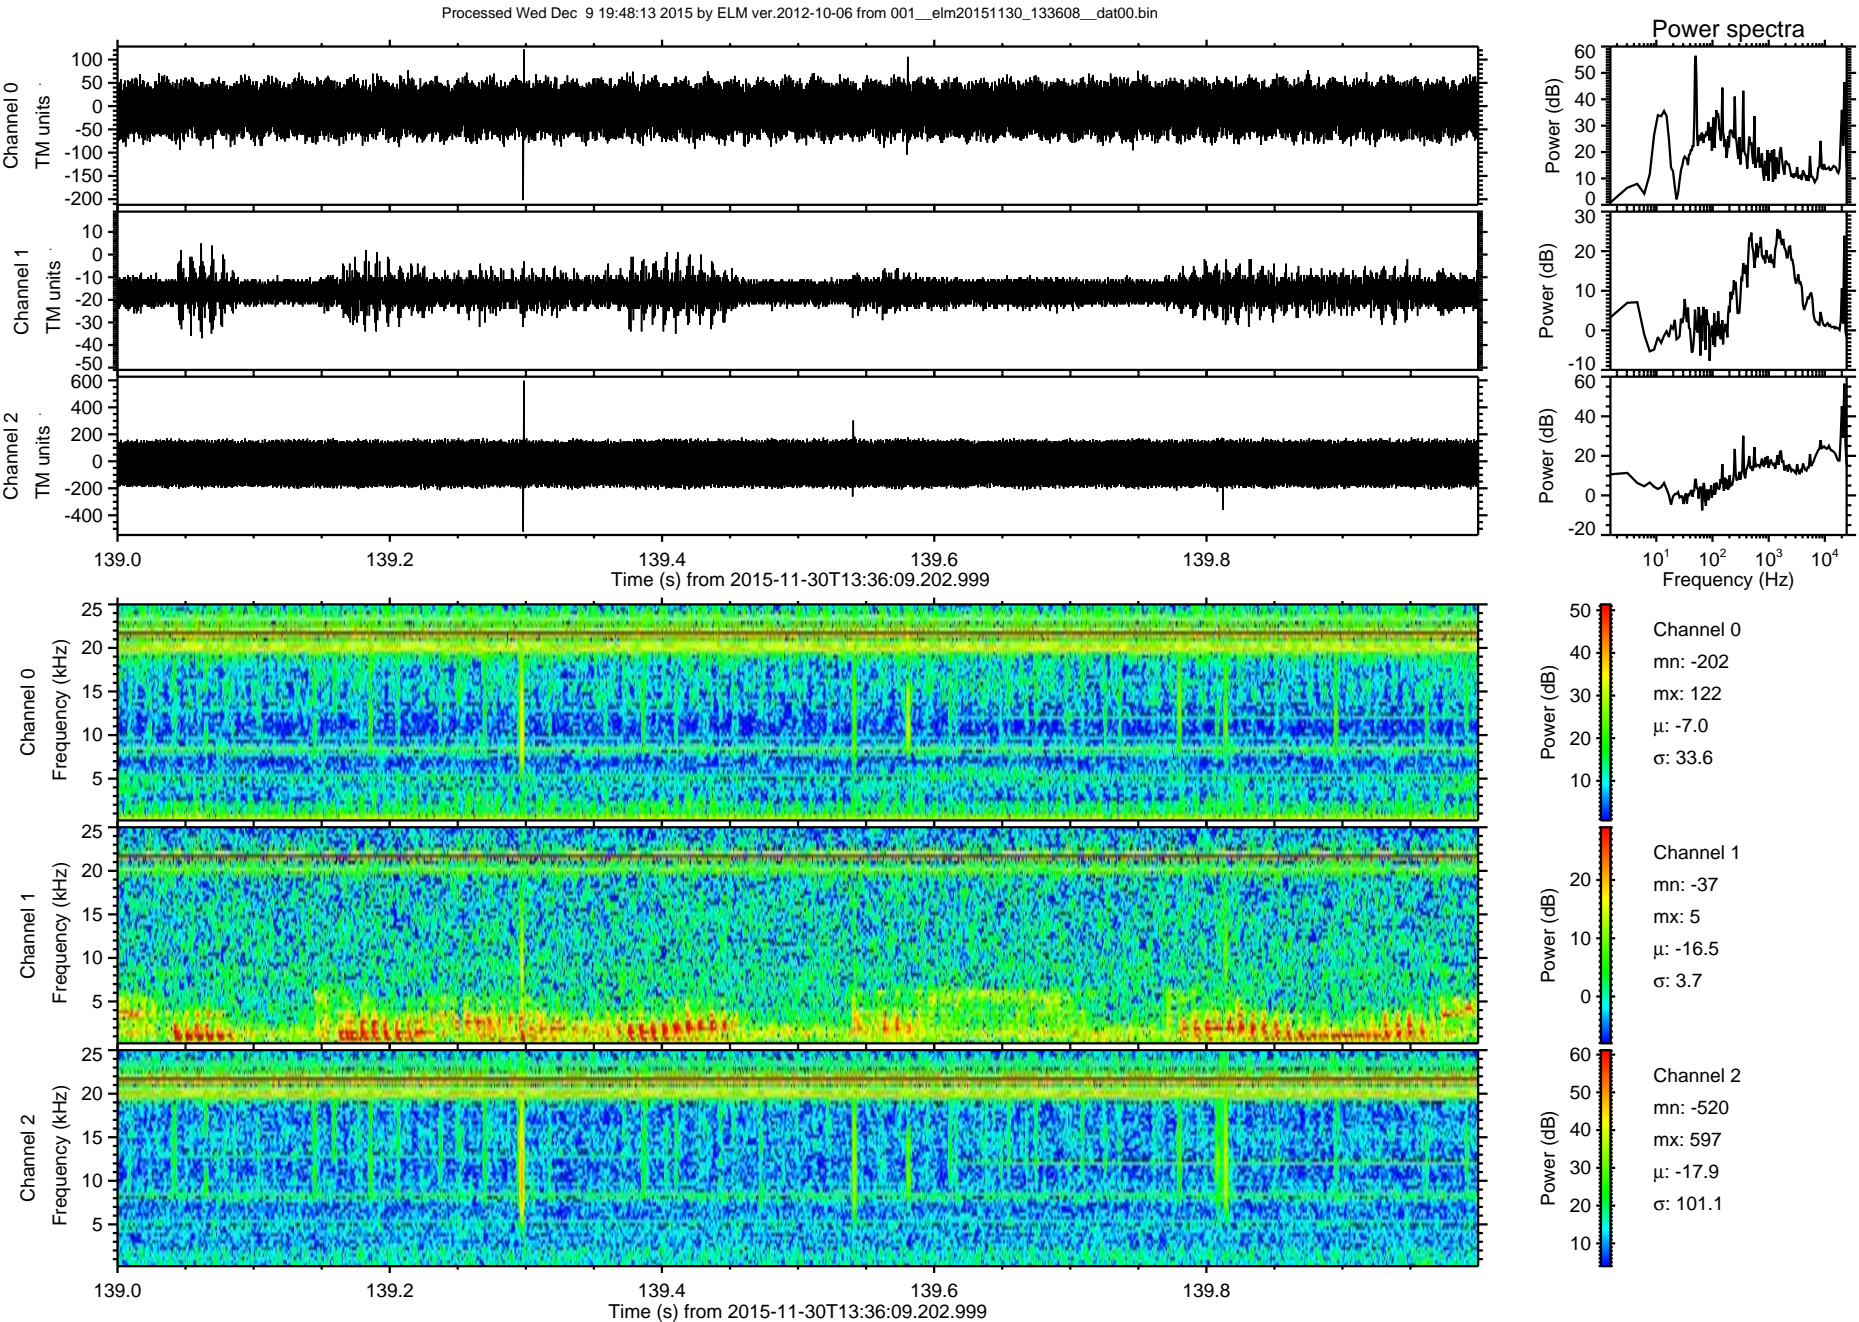 Processed Wed Dec  9 19:48:13 2015 by ELM ver.2012-10-06 from 001__elm20151130_133608__dat00.bin
Power spectra
Channel 0
TM units
100
50
0
-50
-100
-150
-200
Power (dB)
60
50
40
30
20
10
0
Channel 1
TM units
10
0
-10
-20
-30
-40
-50
Power (dB)
30
20
10
0
-10
Channel 2
TM units
600
400
200
0
-200
-400
Power (dB)
60
40
20
0
-20
139.0 139.2 139.4 139.6 139.8
Time (s) from 2015-11-30T13:36:09.202.999
10^1 10^2 10^3 10^4
Frequency (Hz)
Channel 0
Frequency (kHz)
25
20
15
10
5
Power (dB)
50
40
30
20
10
Channel 0
mn: -202
mx: 122
μ: -7.0
σ: 33.6
Channel 1
Frequency (kHz)
25
20
15
10
5
Power (dB)
20
10
0
Channel 1
mn: -37
mx: 5
μ: -16.5
σ: 3.7
Channel 2
Frequency (kHz)
25
20
15
10
5
Power (dB)
60
50
40
30
20
10
Channel 2
mn: -520
mx: 597
μ: -17.9
σ: 101.1
139.0 139.2 139.4 139.6 139.8
Time (s) from 2015-11-30T13:36:09.202.999